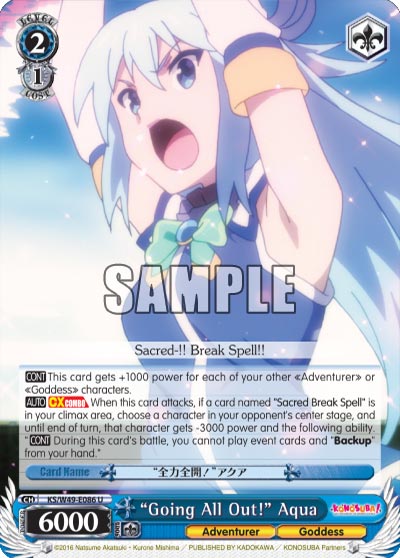 LEVEL
2
1
COST
SAMPLE
Sacred-!! Break Spell!!
CONT This card gets +1000 power for each of your other «Adventurer» or
«Goddess» characters.
AUTO CXCOMBO When this card attacks, if a card named "Sacred Break Spell" is
in your climax area, choose a character in your opponent's center stage, and
until end of turn, that character gets -3000 power and the following ability.
"CONT During this card's battle, you cannot play event cards and "Backup"
from your hand."
Card Name
“全力全開！”アクア
CH KS/W49-E086 U
POWER
6000
“Going All Out!” Aqua
KONOSUBA!
Adventurer
Goddess
©2016 Natsume Akatsuki・Kurone Mishima / PUBLISHED BY KADOKAWA / KONOSUBA Partners